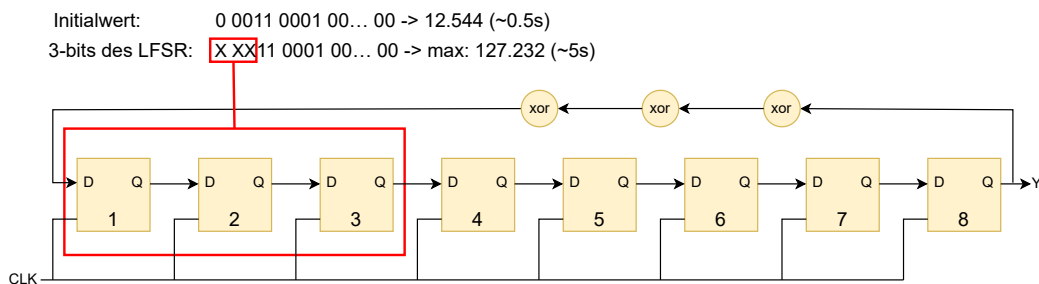 Initialwert: 0 0011 0001 00... 00 -> 12.544 (~0.5s)
3-bits des LFSR: X XX11 0001 00... 00 -> max: 127.232 (~5s)
xor xor xor
D Q D Q D Q D Q D Q D Q D Q D Q Y
1 2 3 4 5 6 7 8
CLK